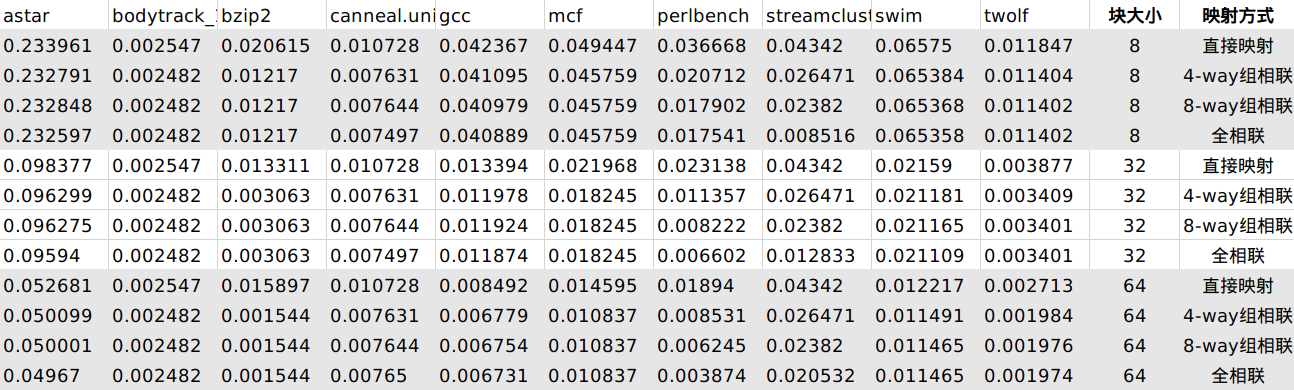 astar bodytrack_ bzip2 canneal.uni gcc mcf perlbench streamclust swim twolf 块大小 映射方式
0.233961 0.002547 0.020615 0.010728 0.042367 0.049447 0.036668 0.04342 0.06575 0.011847 8 直接映射
0.232791 0.002482 0.01217 0.007631 0.041095 0.045759 0.020712 0.026471 0.065384 0.011404 8 4-way组相联
0.232848 0.002482 0.01217 0.007644 0.040979 0.045759 0.017902 0.02382 0.065368 0.011402 8 8-way组相联
0.232597 0.002482 0.01217 0.007497 0.040889 0.045759 0.017541 0.008516 0.065358 0.011402 8 全相联
0.098377 0.002547 0.013311 0.010728 0.013394 0.021968 0.023138 0.04342 0.02159 0.003877 32 直接映射
0.096299 0.002482 0.003063 0.007631 0.011978 0.018245 0.011357 0.026471 0.021181 0.003409 32 4-way组相联
0.096275 0.002482 0.003063 0.007644 0.011924 0.018245 0.008222 0.02382 0.021165 0.003401 32 8-way组相联
0.09594 0.002482 0.003063 0.007497 0.011874 0.018245 0.006602 0.012833 0.021109 0.003401 32 全相联
0.052681 0.002547 0.015897 0.010728 0.008492 0.014595 0.01894 0.04342 0.012217 0.002713 64 直接映射
0.050099 0.002482 0.001544 0.007631 0.006779 0.010837 0.008531 0.026471 0.011491 0.001984 64 4-way组相联
0.050001 0.002482 0.001544 0.007644 0.006754 0.010837 0.006245 0.02382 0.011465 0.001976 64 8-way组相联
0.04967 0.002482 0.001544 0.00765 0.006731 0.010837 0.003874 0.020532 0.011465 0.001974 64 全相联